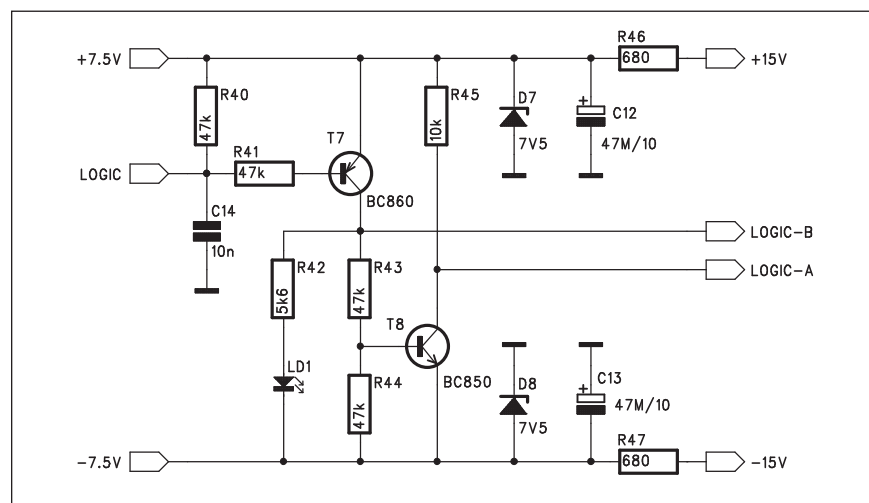 +7.5V
R46
680
+15V
R40
47k
R45
10k
D7
7V5
C12
47M/10
T7
R41
47k
LOGIC
BC860
C14
10n
LOGIC-B
R42
5k6
R43
47k
LOGIC-A
T8
LD1
R44
47k
BC850
D8
7V5
C13
47M/10
R47
680
-7.5V
-15V